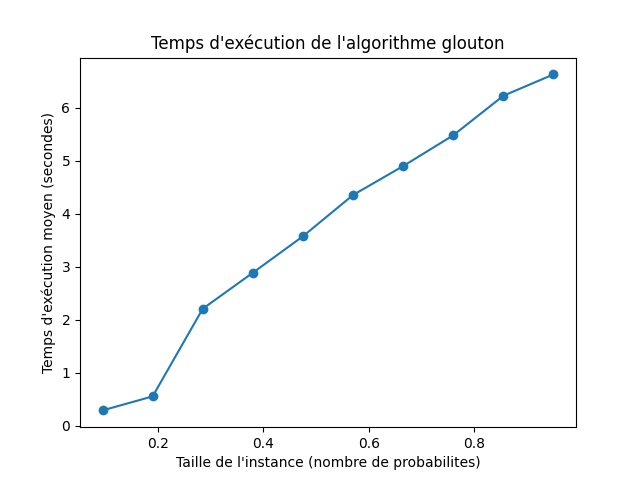 Temps d'exécution de l'algorithme glouton
Temps d'exécution moyen (secondes)
6
5
4
3
2
1
0
0.2 0.4 0.6 0.8
Taille de l'instance (nombre de probabilites)